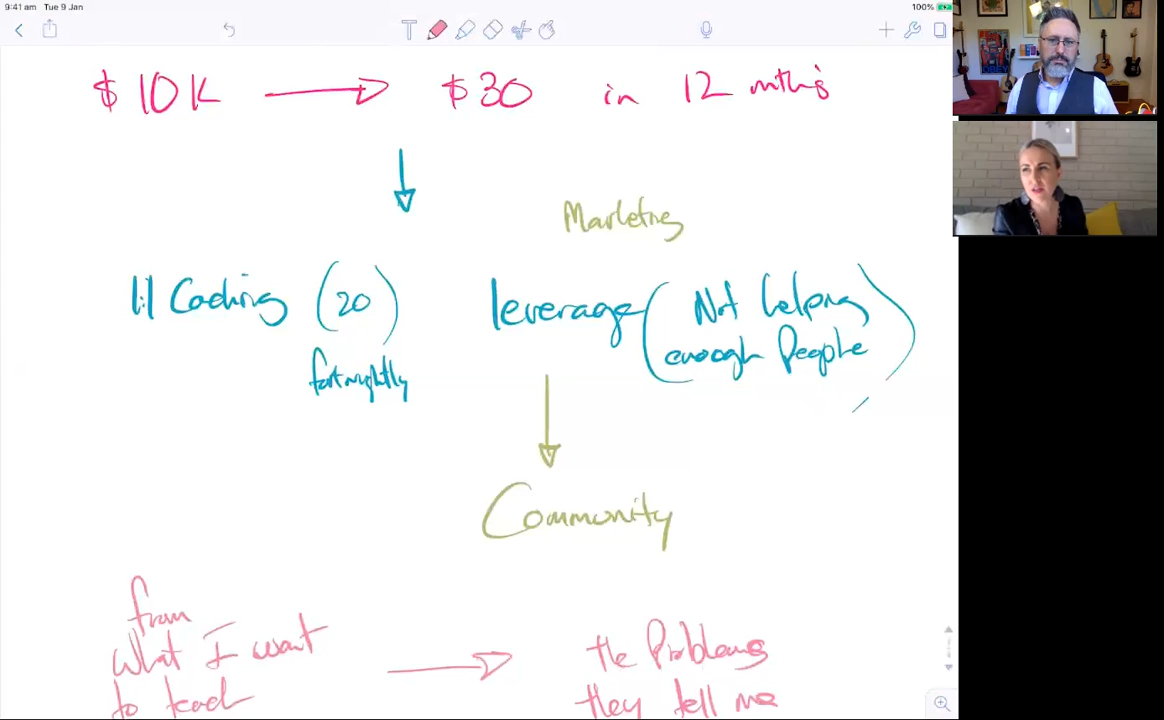 9:41 am Tue 9 Jan
100%
T
$10K → $30 in 12 mths
Marketing
1:1 Coaching (20)
fortnightly
leverage (Not helping
enough People)
Community
from
what I want
to teach
→
the Problems
they tell me